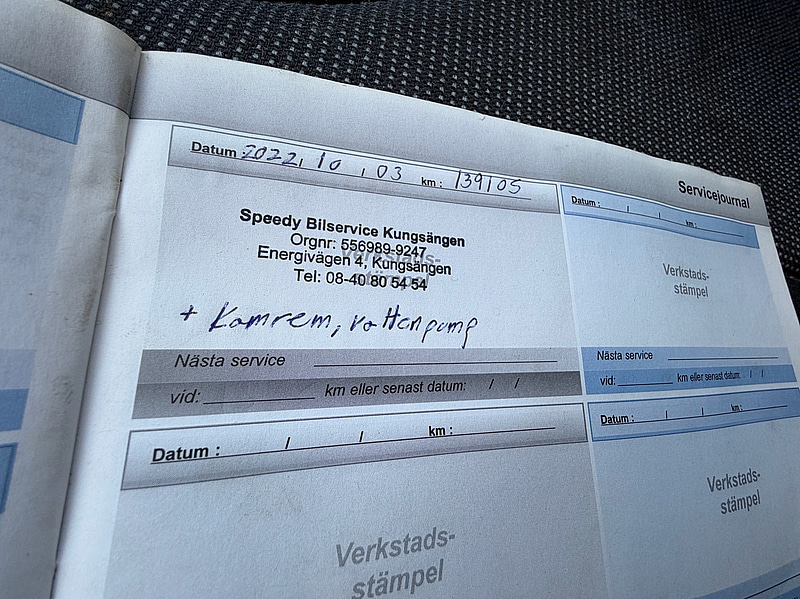 Servicejournal
Datum : 2022, 10 , 03 km : 139105
Speedy Bilservice Kungsängen
Orgnr: 556989-9247
Energivägen 4, Kungsängen
Tel: 08-40 80 54 54
Verkstads-
stämpel
+ Kamrem, vattenpump
Nästa service
vid: km eller senast datum: / /
Datum : / / km :
Verkstads-
stämpel
Nästa service
vid: km eller senast datum: / /
Datum : / / km :
Verkstads-
stämpel
Datum : / / km :
Verkstads-
stämpel